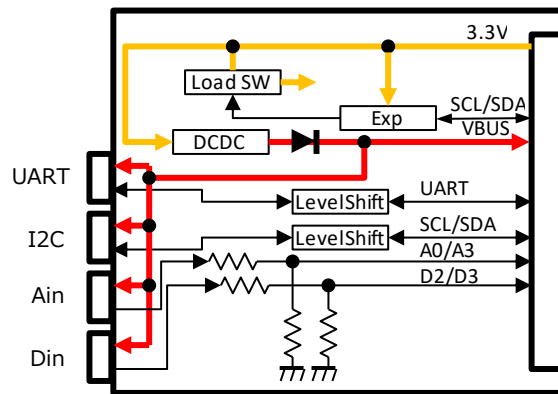 3.3V
Load SW
Exp
SCL/SDA
VBUS
DCDC
UART
LevelShift
UART
I2C
LevelShift
SCL/SDA
A0/A3
Ain
D2/D3
Din